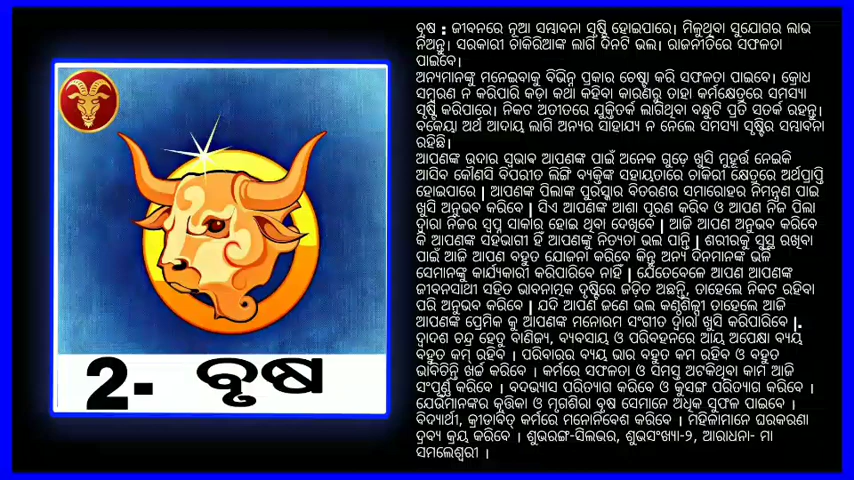 ବୃଷ : ଜୀବନରେ ନୂଆ ସମ୍ଭାବନା ସୃଷ୍ଟି ହୋଇପାରେ। ମିଳୁଥିବା ସୁଯୋଗର ଲାଭ
ନିଅନ୍ତୁ। ସରକାରୀ ଚାକିରିଆଙ୍କ ଲାଗି ଦିନଟି ଭଲ। ରାଜନୀତିରେ ସଫଳତା
ପାଇବେ।
ଅନ୍ୟମାନଙ୍କୁ ମନେଇବାକୁ ବିଭିନ୍ନ ପ୍ରକାର ଚେଷ୍ଟା କରି ସଫଳତା ପାଇବେ। କ୍ରୋଧ
ସମ୍ବରଣ ନ କରିପାରି କଡ଼ା କଥା କହିବା କାରଣରୁ ତାହା କର୍ମକ୍ଷେତ୍ରରେ ସମସ୍ୟା
ସୃଷ୍ଟି କରିପାରେ। ନିକଟ ଅତୀତରେ ଯୁକ୍ତିତର୍କ ଲାଗିଥିବା ବନ୍ଧୁଟି ପ୍ରତି ସତର୍କ ରହନ୍ତୁ।
ବକେୟା ଅର୍ଥ ଆଦାୟ ଲାଗି ଅନ୍ୟର ସାହାଯ୍ୟ ନ ନେଲେ ସମସ୍ୟା ସୃଷ୍ଟିର ସମ୍ଭାବନା
ରହିଛି।
ଆପଣଙ୍କ ଉଦାର ସ୍ୱଭାବ ଆପଣଙ୍କ ପାଇଁ ଅନେକ ଗୁଡ଼େ ଖୁସି ମୁହୂର୍ତ୍ତ ନେଇକି
ଆସିବ କୌଣସି ବିପରୀତ ଲିଙ୍ଗି ବ୍ୟକ୍ତିଙ୍କ ସହାୟତାରେ ଚାକିରୀ କ୍ଷେତ୍ରରେ ଅର୍ଥପ୍ରାପ୍ତି
ହୋଇପାରେ | ଆପଣଙ୍କ ପିଲାଙ୍କ ପୁରସ୍କାର ବିତରଣର ସମାରୋହର ନିମନ୍ତ୍ରଣ ପାଇଁ
ଖୁସି ଅନୁଭବ କରିବେ | ସିଏ ଆପଣଙ୍କ ଆଶା ପୂରଣ କରିବ ଓ ଆପଣ ନିଜ ପିଲା
ଦ୍ୱାରା ନିଜର ସ୍ୱପ୍ନ ସାକାର ହୋଇ ଥିବା ଦେଖିବେ | ଆଜି ଆପଣ ଅନୁଭବ କରିବେ
କି ଆପଣଙ୍କ ସହଭାଗୀ ହିଁ ଆପଣଙ୍କୁ ନିତ୍ୟତା ଭଲ ପାନ୍ତି | ଶରୀରକୁ ସୁସ୍ଥ ରଖିବା
ପାଇଁ ଆଜି ଆପଣ ବହୁତ ଯୋଜନା କରିବେ କିନ୍ତୁ ଅନ୍ୟ ଦିନମାନଙ୍କ ଭଳି
ସେମାନଙ୍କୁ କାର୍ଯ୍ୟକାରୀ କରିପାରିବେ ନାହିଁ | ଯେତେବେଳେ ଆପଣ ଆପଣଙ୍କ
ଜୀବନସାଥୀ ସହିତ ଭାବନାତ୍ମକ ଦୃଷ୍ଟିରେ ଜଡ଼ିତ ଅଛନ୍ତି, ତାହେଲେ ନିକଟ ରହିବା
ପରି ଅନୁଭବ କରିବେ | ଯଦି ଆପଣ ଜଣେ ଭଲ କଣ୍ଠଶିଳ୍ପୀ ତାହେଲେ ଆଜି
ଆପଣଙ୍କ ପ୍ରେମିକ କୁ ଆପଣଙ୍କ ମନୋରମ ସଂଗୀତ ଦ୍ୱାରା ଖୁସି କରିପାରିବେ |.
ଦ୍ୱାଦଶ ଚନ୍ଦ୍ର ହେତୁ ବାଣିଜ୍ୟ, ବ୍ୟବସାୟ ଓ ପରିବହନରେ ଆୟ ଅପେକ୍ଷା ବ୍ୟୟ
ବହୁତ କମ୍ ରହିବ । ପରିବାରର ବ୍ୟୟ ଭାର ବହୁତ କମ ରହିବ ଓ ବହୁତ
ଭାବିଚିନ୍ତି ଖର୍ଚ୍ଚ କରିବେ । କର୍ମରେ ସଫଳତା ଓ ସମସ୍ତ ଅଟକିଥିବା କାମ ଆଜି
ସଂପୂର୍ଣ୍ଣ କରିବେ । ବଦଭ୍ୟାସ ପରିତ୍ୟାଗ କରିବେ ଓ କୁସଙ୍ଗ ପରିତ୍ୟାଗ କରିବେ ।
ଯେଉଁମାନଙ୍କର କୃତ୍ତିକା ଓ ମୃଗଶିରା ବୃଷ ସେମାନେ ଅଧିକ ସୁଫଳ ପାଇବେ ।
ବିଦ୍ୟାର୍ଥୀ, କ୍ରୀଡାବିତ୍ କର୍ମରେ ମନୋନିବେଶ କରିବେ । ମହିଳାମାନେ ଘରକରଣା
ଦ୍ରବ୍ୟ କ୍ରୟ କରିବେ । ଶୁଭରଙ୍ଗ-ସିଲଭର, ଶୁଭସଂଖ୍ୟା-୨, ଆରାଧନା- ମା
ସମଲେଶ୍ୱରୀ ।
2- ବୃଷ